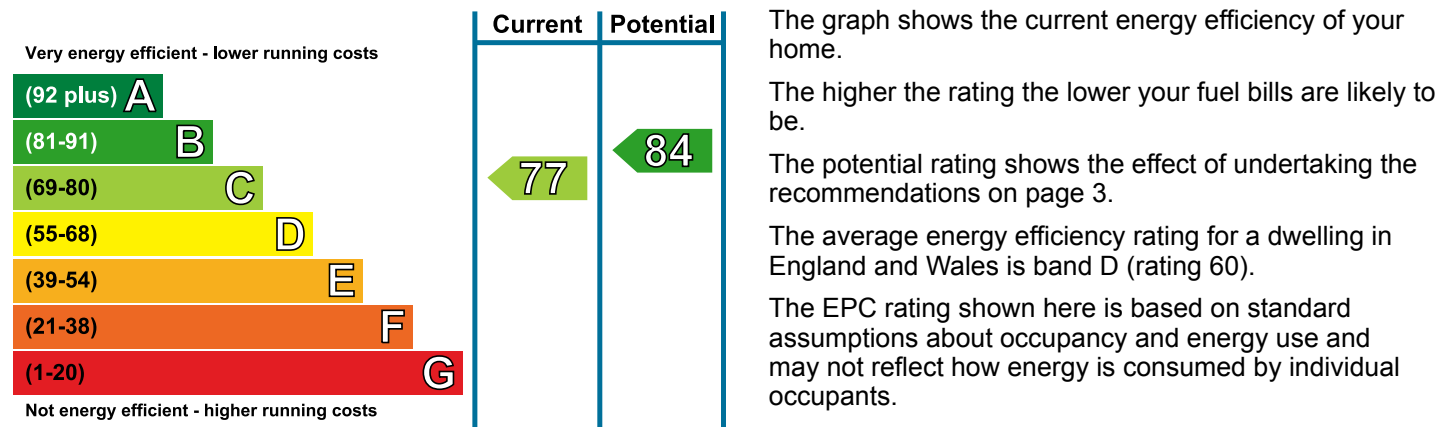 Current Potential
Very energy efficient - lower running costs
(92 plus) A
(81-91) B
(69-80) C
(55-68) D
(39-54) E
(21-38) F
(1-20) G
Not energy efficient - higher running costs
77
84
The graph shows the current energy efficiency of your
home.
The higher the rating the lower your fuel bills are likely to
be.
The potential rating shows the effect of undertaking the
recommendations on page 3.
The average energy efficiency rating for a dwelling in
England and Wales is band D (rating 60).
The EPC rating shown here is based on standard
assumptions about occupancy and energy use and
may not reflect how energy is consumed by individual
occupants.